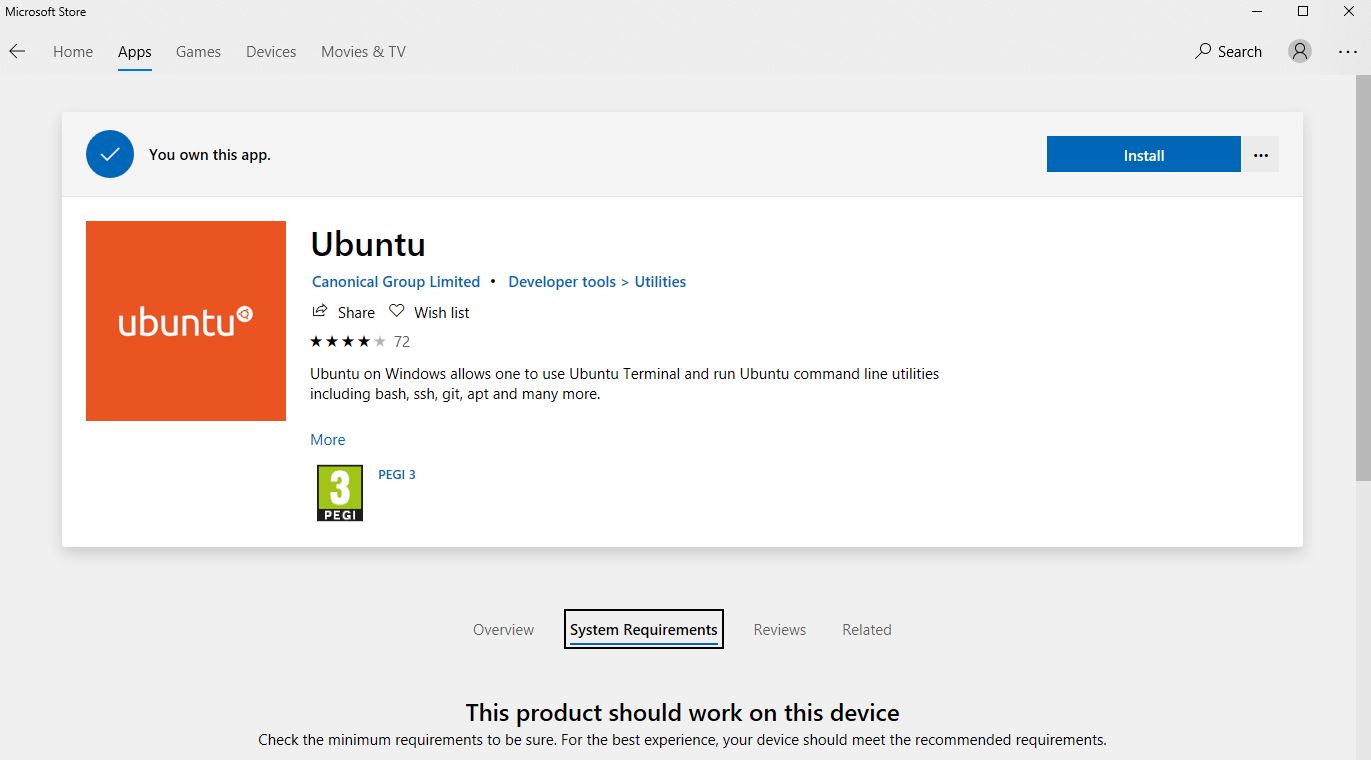 Microsoft Store
Home Apps Games Devices Movies & TV Search
You own this app. Install
ubuntu
Ubuntu
Canonical Group Limited • Developer tools > Utilities
Share Wish list
72
Ubuntu on Windows allows one to use Ubuntu Terminal and run Ubuntu command line utilities
including bash, ssh, git, apt and many more.
More
3
PEGI
PEGI 3
Overview System Requirements Reviews Related
This product should work on this device
Check the minimum requirements to be sure. For the best experience, your device should meet the recommended requirements.